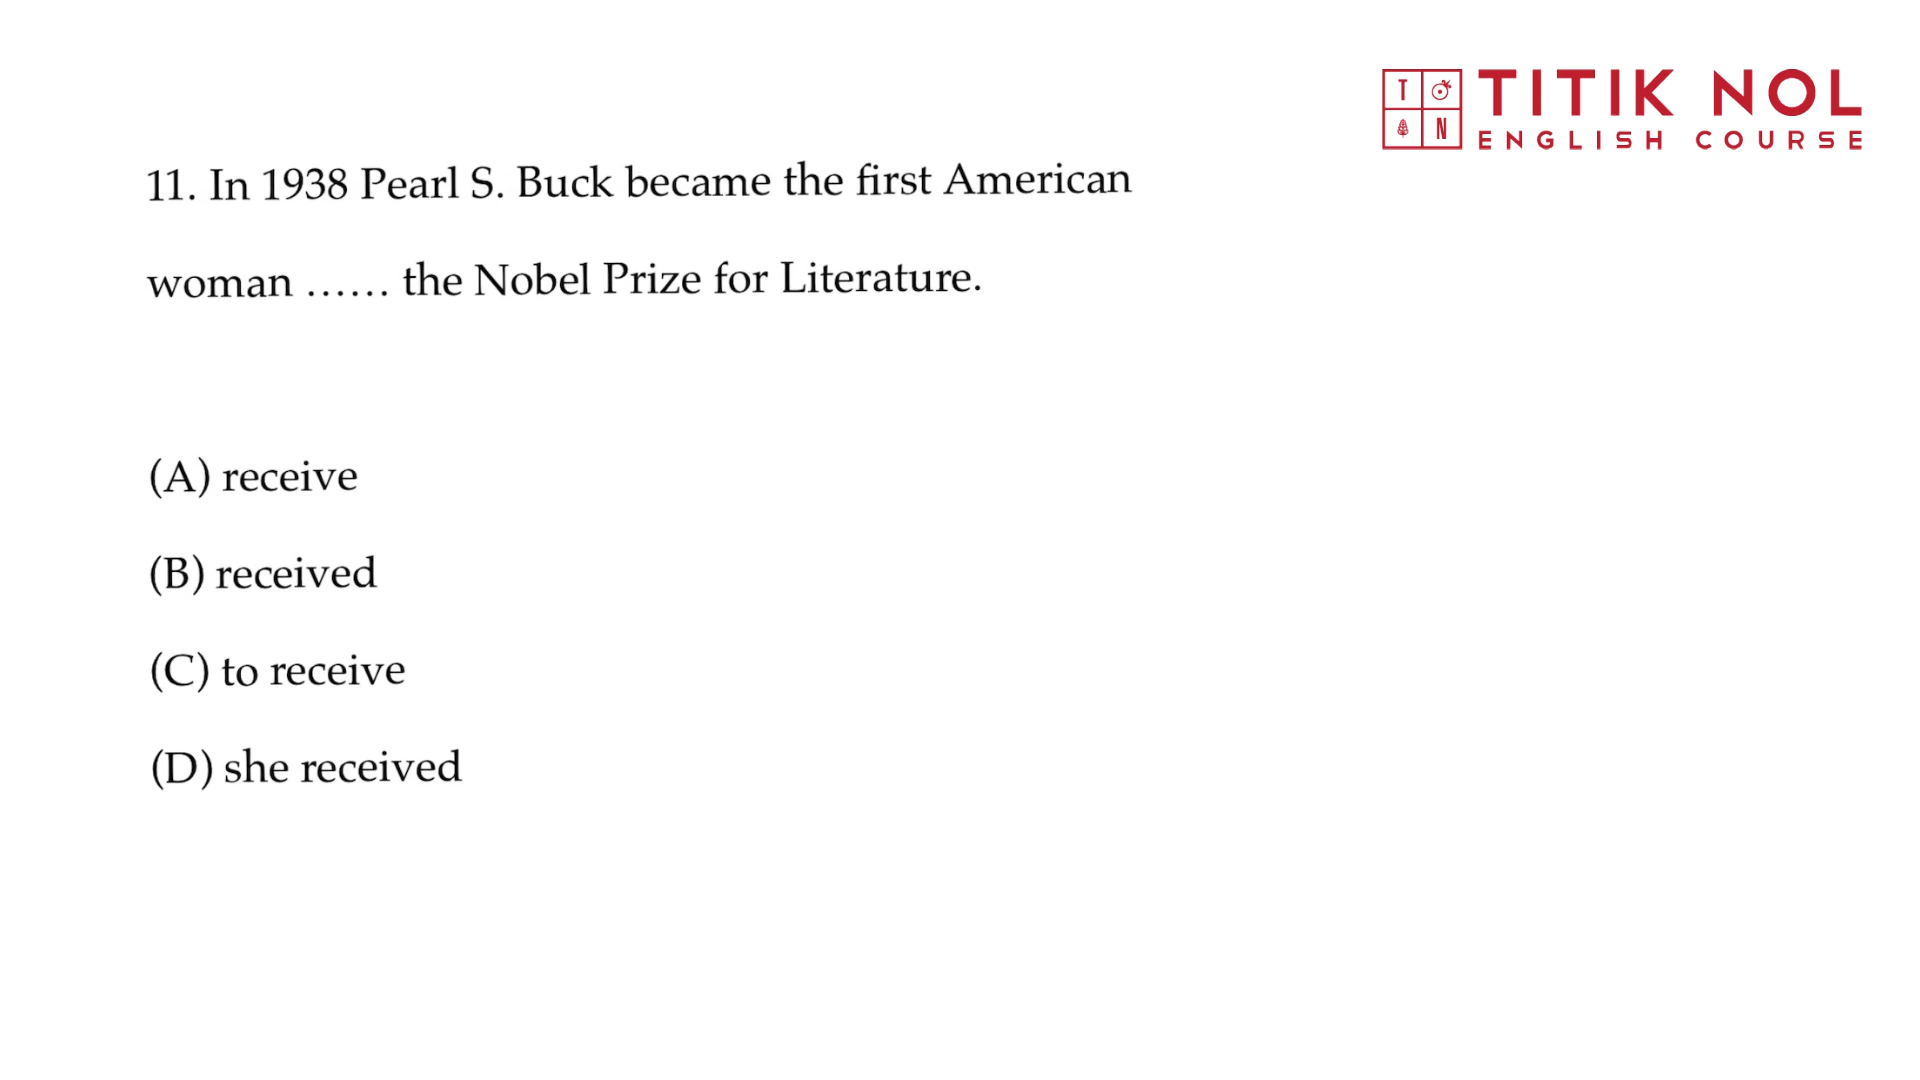 T
N
TITIK NOL
ENGLISH COURSE
11. In 1938 Pearl S. Buck became the first American
woman ...... the Nobel Prize for Literature.
(A) receive
(B) received
(C) to receive
(D) she received